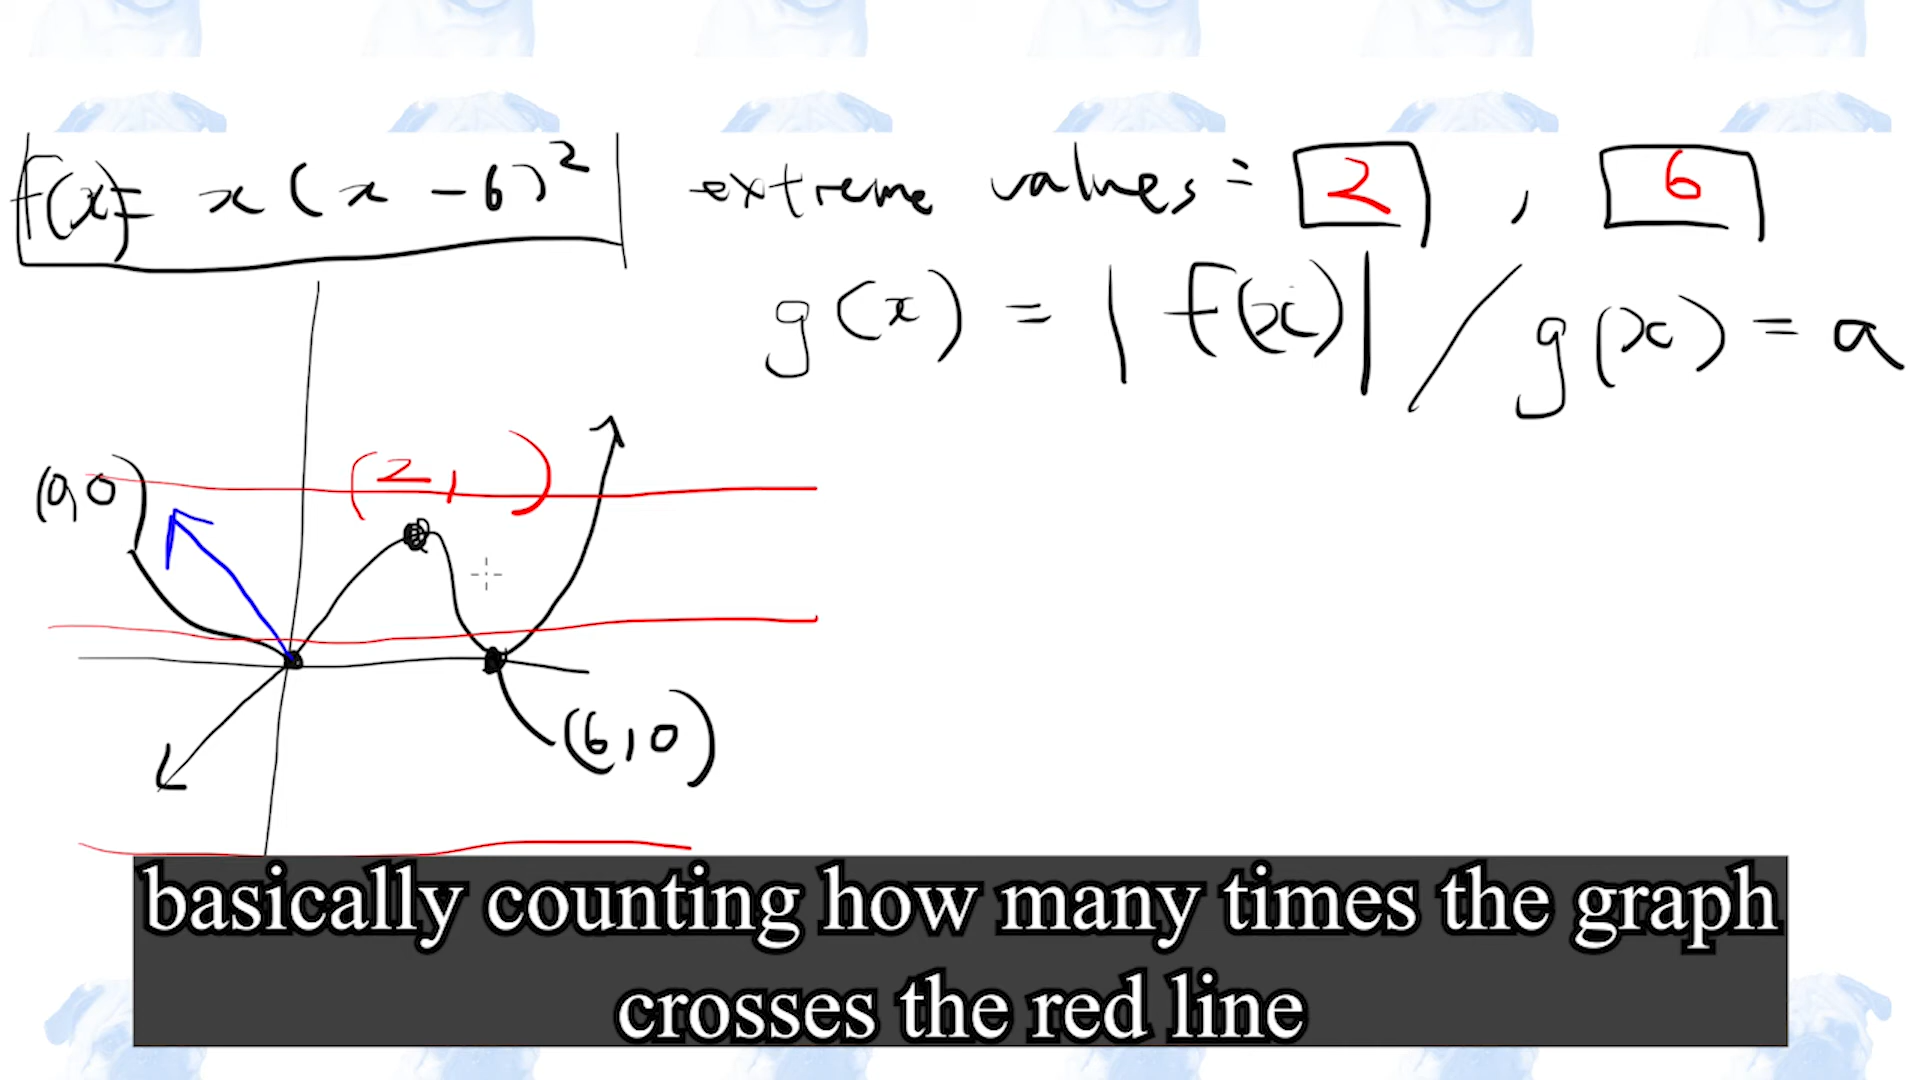 f(x)= x(x-6)²
extreme values = 2 , 6
g(x) = |f(x)| / g(x) = a
(2, )
(0,0)
(6,0)
basically counting how many times the graph
crosses the red line